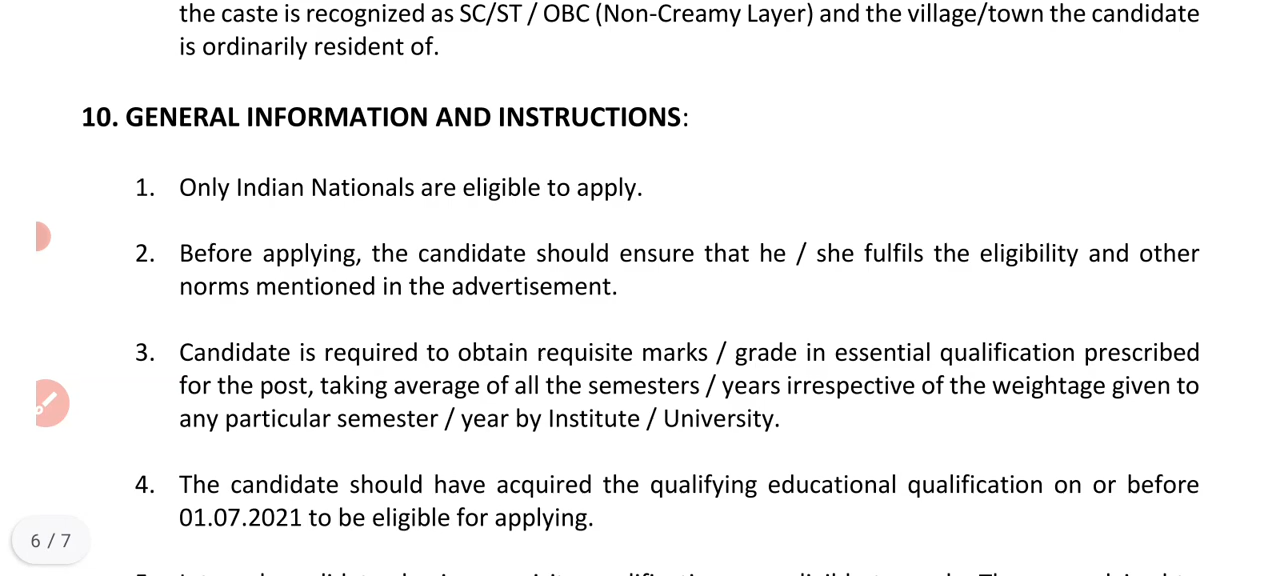 the caste is recognized as SC/ST / OBC (Non-Creamy Layer) and the village/town the candidate
is ordinarily resident of.
10. GENERAL INFORMATION AND INSTRUCTIONS:
1. Only Indian Nationals are eligible to apply.
2. Before applying, the candidate should ensure that he / she fulfils the eligibility and other
norms mentioned in the advertisement.
3. Candidate is required to obtain requisite marks / grade in essential qualification prescribed
for the post, taking average of all the semesters / years irrespective of the weightage given to
any particular semester / year by Institute / University.
4. The candidate should have acquired the qualifying educational qualification on or before
01.07.2021 to be eligible for applying.
6 / 7